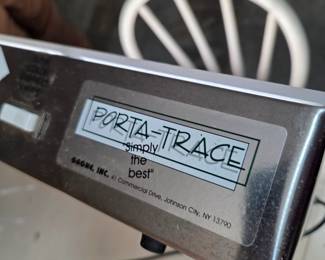 PORTA-TRACE
"Simply
the
best"
GAGNE, INC. 41 Commercial Drive, Johnson City, NY 13790